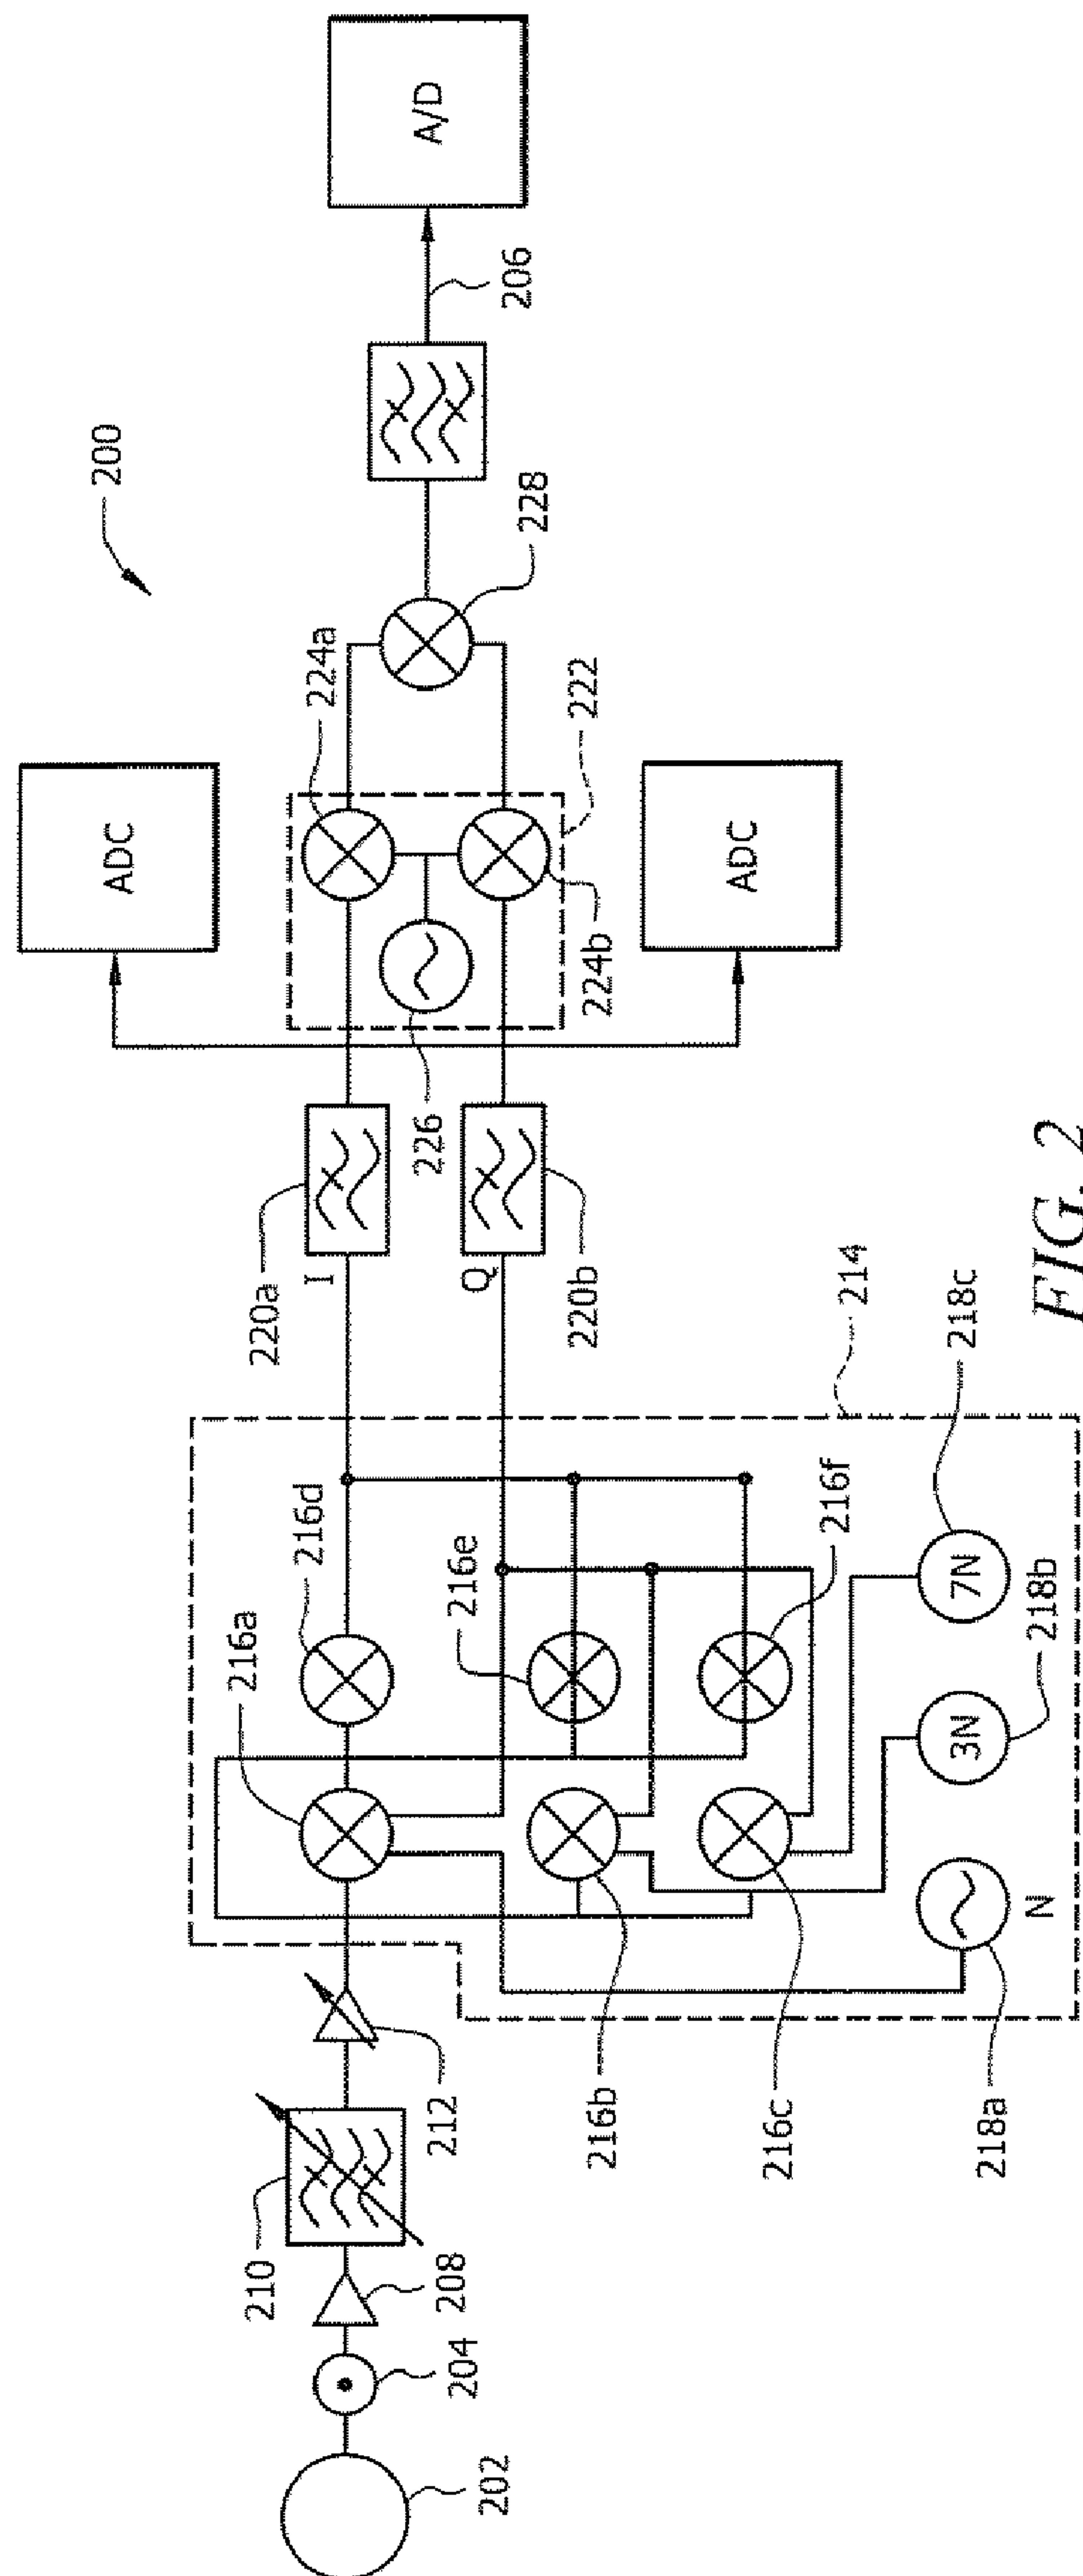 200
ADC
A/D
206
228
224a
222
224b
226
ADC
220a
I
Q
220b
214
216a
216d
216e
216f
216b
216c
218a
N
3N
218b
7N
218c
210
212
208
204
202
FIG. 2